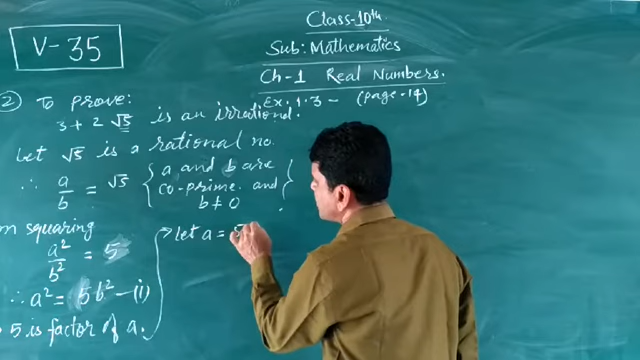 Class-10th.
V-35
Sub: Mathematics
Ch-1 Real Numbers.
Ex. 1.3 - (page-14)
2) To prove:
3+2√5 is an irrational.
Let √5 is a rational no.
∴ a/b = √5 { a and b are
co-prime. and
b≠0 }.
squaring
a²/b² = 5
∴ a² = 5b² —(i)
5 is factor of a.
→ let a = 5